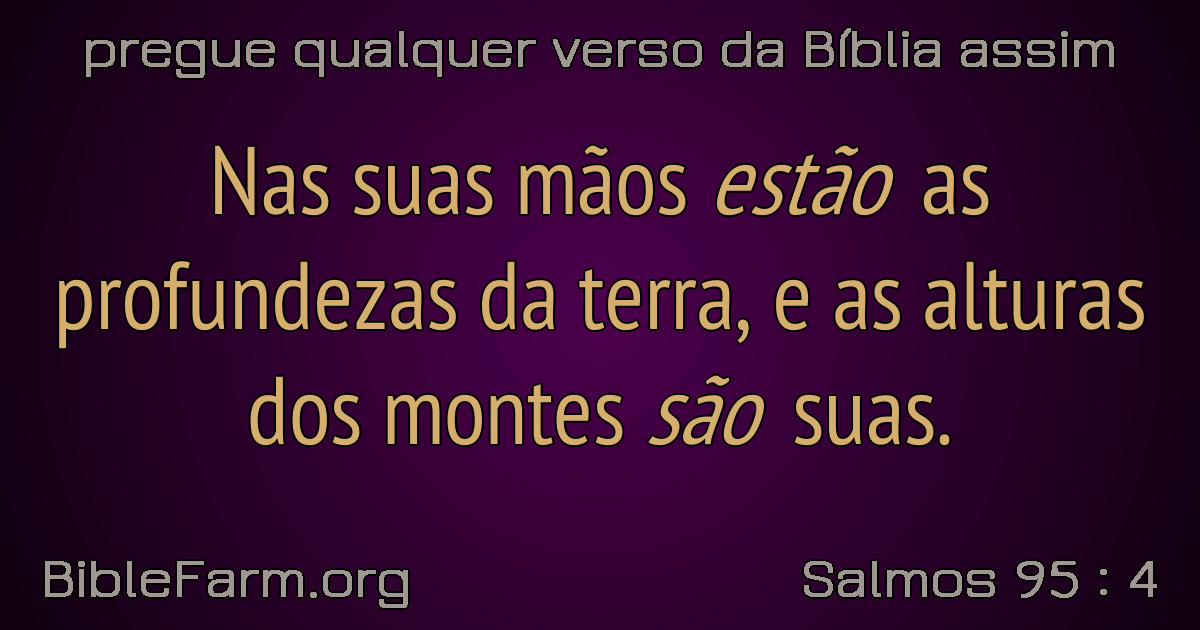 pregue qualquer verso da Bíblia assim
Nas suas mãos estão as
profundezas da terra, e as alturas
dos montes são suas.
BibleFarm.org
Salmos 95 : 4